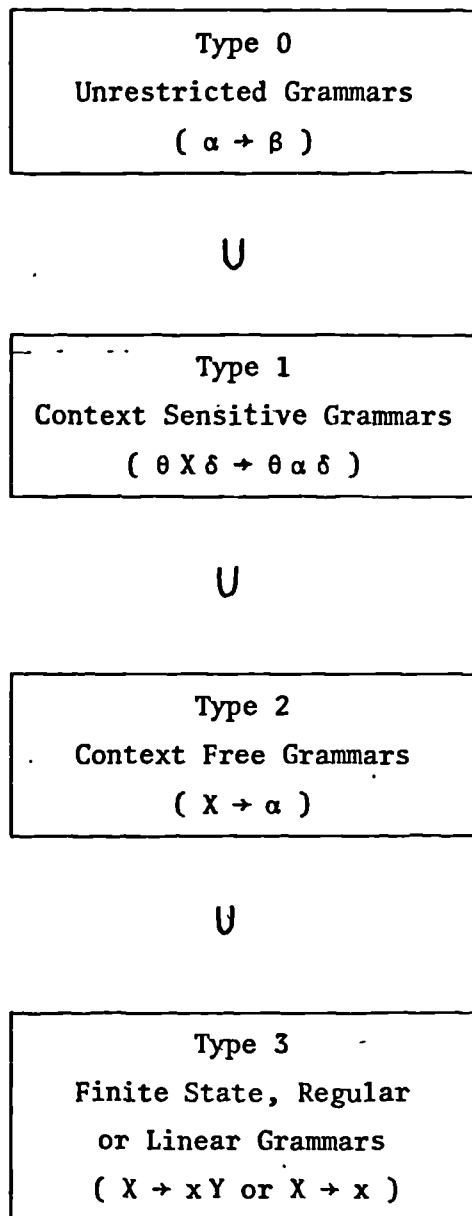 Type 0
Unrestricted Grammars
( α → β )
∪
Type 1
Context Sensitive Grammars
( θ X δ → θ α δ )
∪
Type 2
Context Free Grammars
( X → α )
∪
Type 3
Finite State, Regular
or Linear Grammars
( X → x Y or X → x )